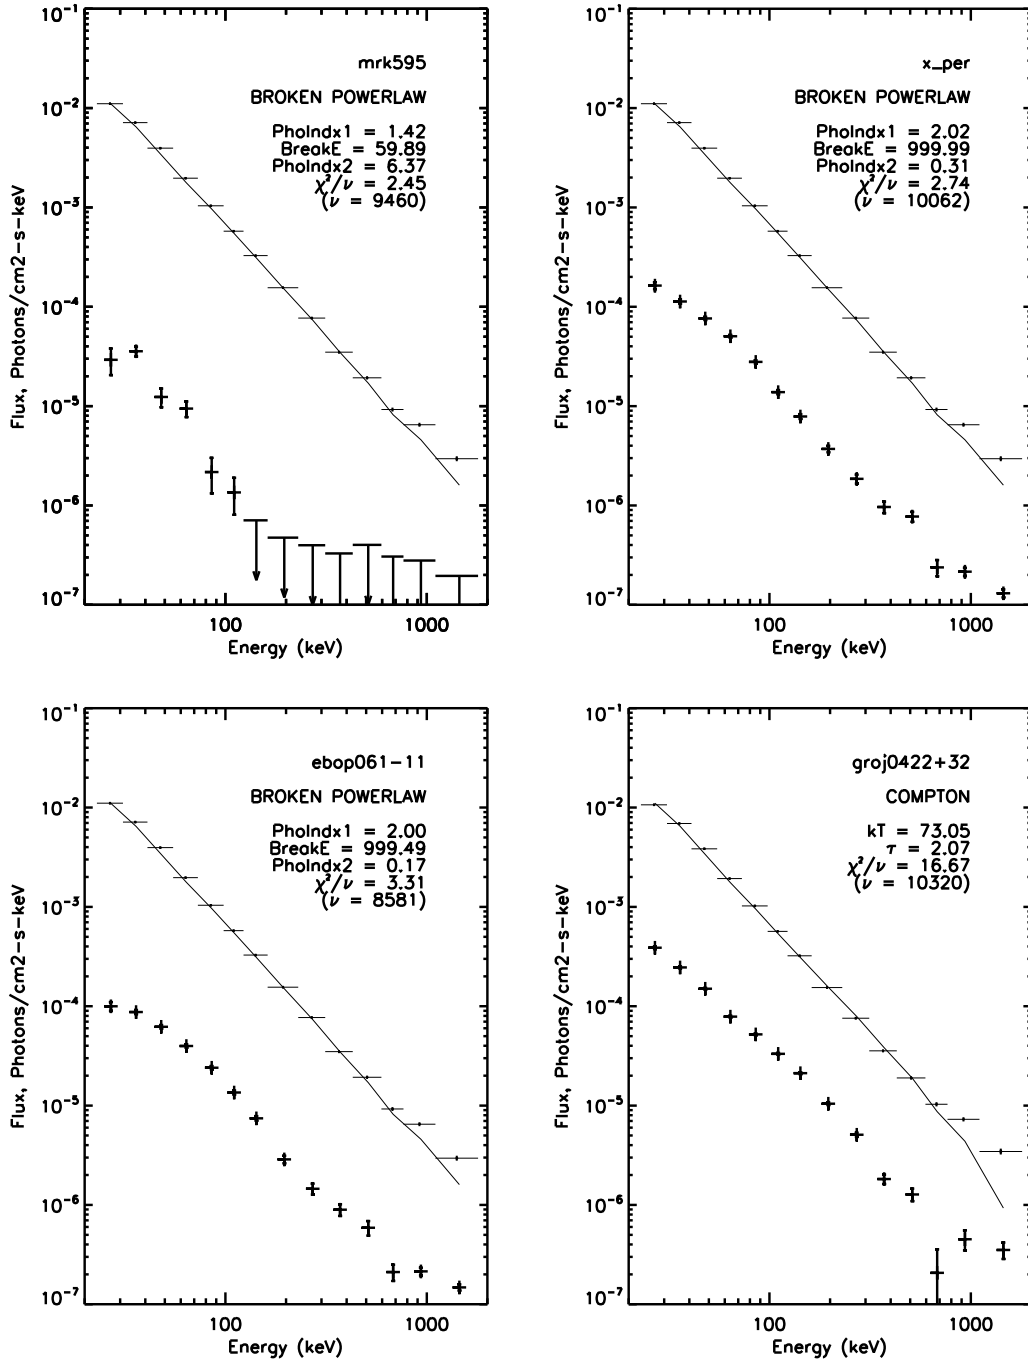 mrk595
BROKEN POWERLAW
PhoIndx1 = 1.42
BreakE = 59.89
PhoIndx2 = 6.37
χ²/ν = 2.45
(ν = 9460)
10⁻¹
10⁻²
10⁻³
10⁻⁴
10⁻⁵
10⁻⁶
10⁻⁷
Flux, Photons/cm2-s-keV
100
1000
Energy (keV)
x_per
BROKEN POWERLAW
PhoIndx1 = 2.02
BreakE = 999.99
PhoIndx2 = 0.31
χ²/ν = 2.74
(ν = 10062)
10⁻¹
10⁻²
10⁻³
10⁻⁴
10⁻⁵
10⁻⁶
10⁻⁷
Flux, Photons/cm2-s-keV
100
1000
Energy (keV)
ebop061-11
BROKEN POWERLAW
PhoIndx1 = 2.00
BreakE = 999.49
PhoIndx2 = 0.17
χ²/ν = 3.31
(ν = 8581)
10⁻¹
10⁻²
10⁻³
10⁻⁴
10⁻⁵
10⁻⁶
10⁻⁷
Flux, Photons/cm2-s-keV
100
1000
Energy (keV)
groj0422+32
COMPTON
kT = 73.05
τ = 2.07
χ²/ν = 16.67
(ν = 10320)
10⁻¹
10⁻²
10⁻³
10⁻⁴
10⁻⁵
10⁻⁶
10⁻⁷
Flux, Photons/cm2-s-keV
100
1000
Energy (keV)